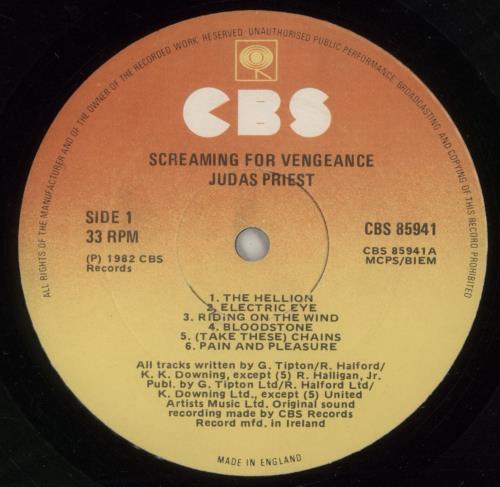 ALL RIGHTS OF THE MANUFACTURER AND OF THE OWNER OF THE RECORDED WORK RESERVED. UNAUTHORISED PUBLIC PERFORMANCE, BROADCASTING AND COPYING OF THIS RECORD PROHIBITED
CBS
SCREAMING FOR VENGEANCE
JUDAS PRIEST
SIDE 1
33 RPM
(P) 1982 CBS
Records
CBS 85941
CBS 85941A
MCPS/BIEM
1. THE HELLION
2. ELECTRIC EYE
3. RIDING ON THE WIND
4. BLOODSTONE
5. (TAKE THESE) CHAINS
6. PAIN AND PLEASURE
All tracks written by G. Tipton/R. Halford/
K. K. Downing, except (5) R. Halligan, Jr.
Publ. by G. Tipton Ltd/R. Halford Ltd/
K. Downing Ltd., except (5) United
Artists Music Ltd. Original sound
recording made by CBS Records
Record mfd. in Ireland
MADE IN ENGLAND